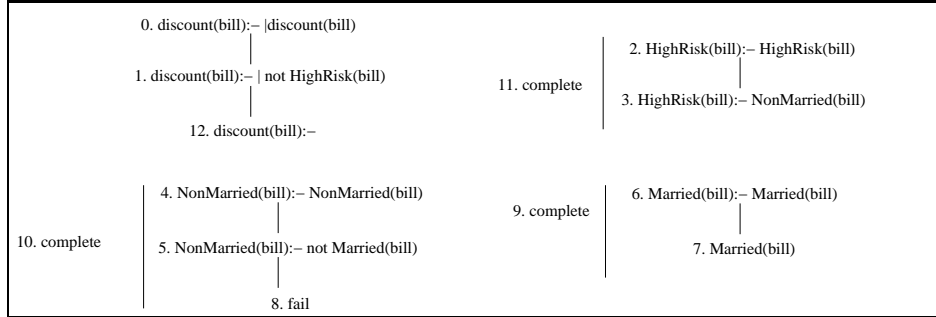 0. discount(bill):– |discount(bill)
1. discount(bill):– | not HighRisk(bill)
12. discount(bill):–
2. HighRisk(bill):– HighRisk(bill)
11. complete
3. HighRisk(bill):– NonMarried(bill)
4. NonMarried(bill):– NonMarried(bill)
10. complete
5. NonMarried(bill):– not Married(bill)
8. fail
6. Married(bill):– Married(bill)
9. complete
7. Married(bill)